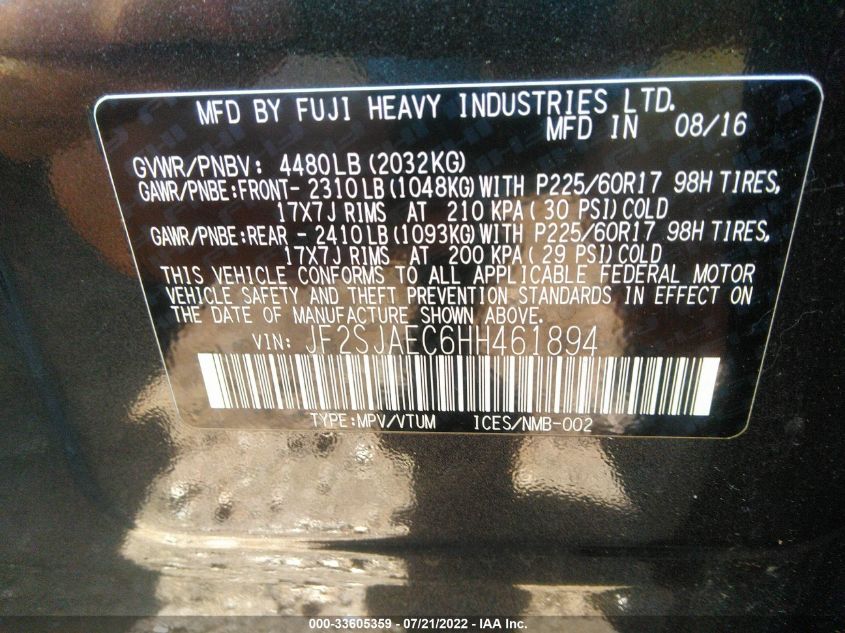 MFD BY FUJI HEAVY INDUSTRIES LTD.
MFD IN 08/16
GVWR/PNBV: 4480LB (2032KG)
GAWR/PNBE:FRONT- 2310LB (1048KG) WITH P225/60R17 98H TIRES,
17X7J RIMS AT 210 KPA ( 30 PSI) COLD
GAWR/PNBE:REAR - 2410LB (1093KG) WITH P225/60R17 98H TIRES,
17X7J RIMS AT 200 KPA ( 29 PSI) COLD
THIS VEHICLE CONFORMS TO ALL APPLICABLE FEDERAL MOTOR
VEHICLE SAFETY AND THEFT PREVENTION STANDARDS IN EFFECT ON
THE DATE OF MANUFACTURE SHOWN ABOVE.
VIN: JF2SJAEC6HH461894
TYPE:MPV/VTUM ICES/NMB-002
000-33605359 - 07/21/2022 - IAA Inc.